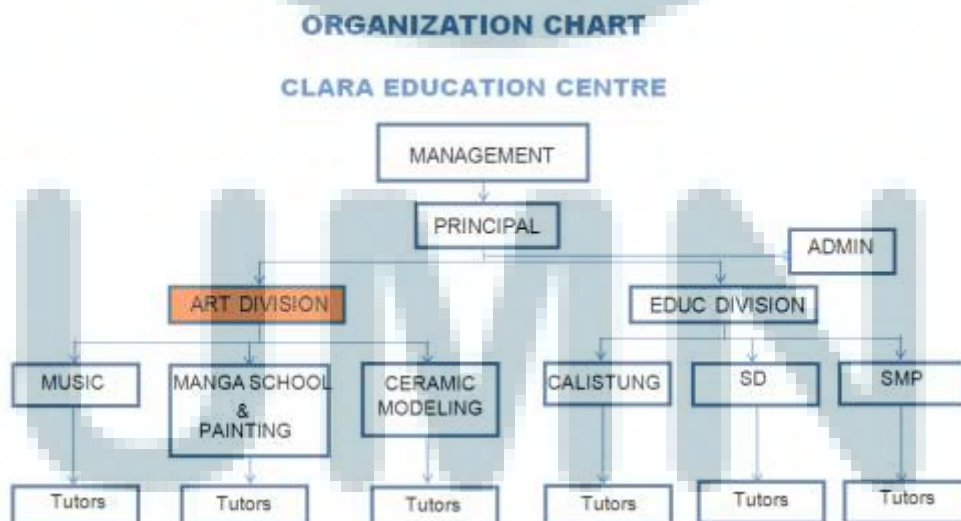 ORGANIZATION CHART
CLARA EDUCATION CENTRE
MANAGEMENT
PRINCIPAL
ADMIN
ART DIVISION
EDUC DIVISION
MUSIC
MANGA SCHOOL
&
PAINTING
CERAMIC
MODELING
CALISTUNG
SD
SMP
Tutors
Tutors
Tutors
Tutors
Tutors
Tutors
UMN